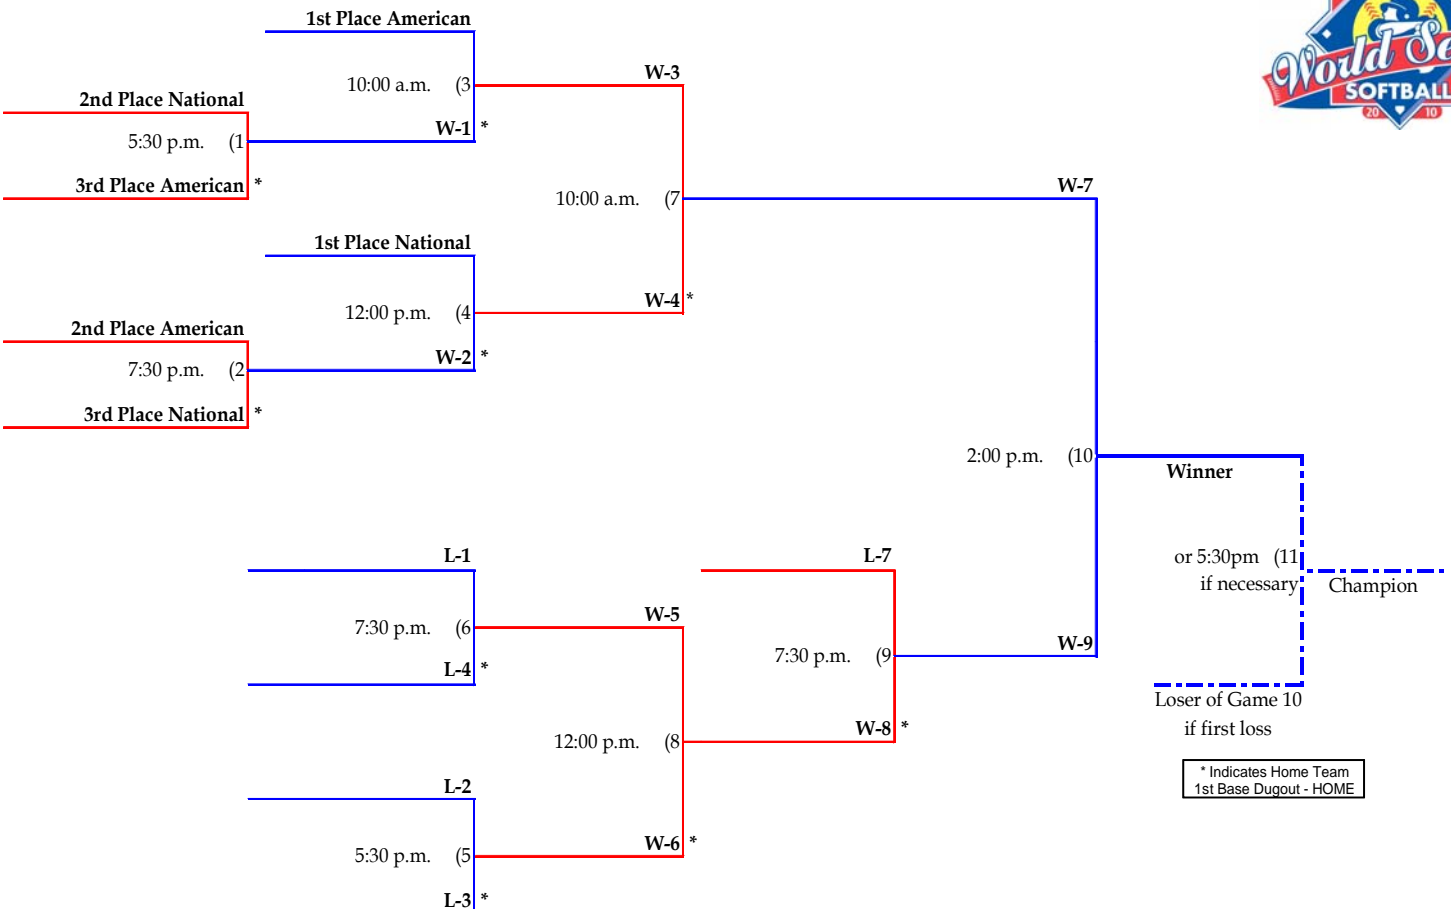 1st Place American
10:00 a.m. (3
W-3
2nd Place National
5:30 p.m. (1
W-1 *
3rd Place American *
10:00 a.m. (7
W-7
1st Place National
12:00 p.m. (4
W-4 *
2nd Place American
7:30 p.m. (2
W-2 *
3rd Place National *
2:00 p.m. (10
Winner
L-1
L-7
or 5:30pm (11
if necessary
Champion
7:30 p.m. (6
W-5
L-4 *
7:30 p.m. (9
W-9
Loser of Game 10
if first loss
12:00 p.m. (8
W-8 *
* Indicates Home Team
1st Base Dugout - HOME
L-2
5:30 p.m. (5
W-6 *
L-3 *
World Se
SOFTBALL
20 10